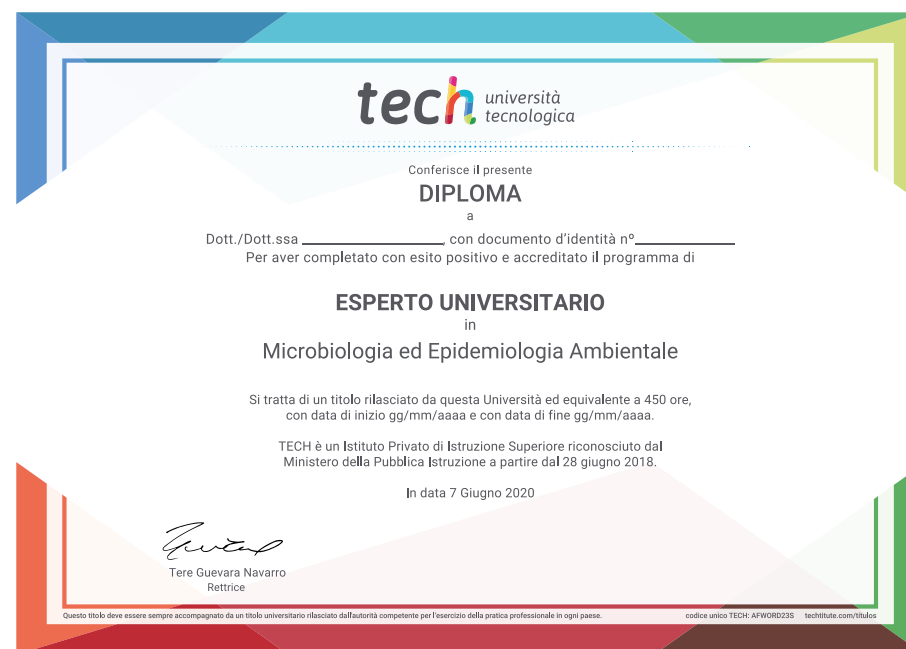 tech università
tecnologica
Conferisce il presente
DIPLOMA
a
Dott./Dott.ssa ____________________, con documento d'identità nº______________
Per aver completato con esito positivo e accreditato il programma di
ESPERTO UNIVERSITARIO
in
Microbiologia ed Epidemiologia Ambientale
Si tratta di un titolo rilasciato da questa Università ed equivalente a 450 ore,
con data di inizio gg/mm/aaaa e con data di fine gg/mm/aaaa.
TECH è un Istituto Privato di Istruzione Superiore riconosciuto dal
Ministero della Pubblica Istruzione a partire dal 28 giugno 2018.
In data 7 Giugno 2020
Tere Guevara Navarro
Rettrice
Questo titolo deve essere sempre accompagnato da un titolo universitario rilasciato dall'autorità competente per l'esercizio della pratica professionale in ogni paese. codice unico TECH: AFWORD23S techtitute.com/titulos